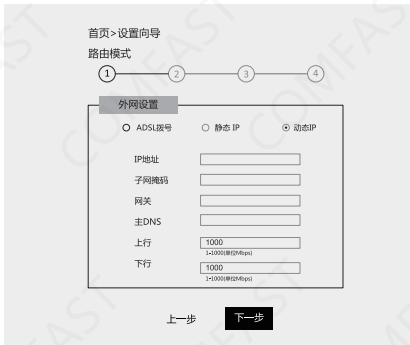 首页>设置向导
路由模式
1 2 3 4
外网设置
ADSL拨号 静态 IP 动态IP
IP地址
子网掩码
网关
主DNS
上行 1000
1-1000(单位Mbps)
下行 1000
1-1000(单位Mbps)
上一步 下一步
COMFAST